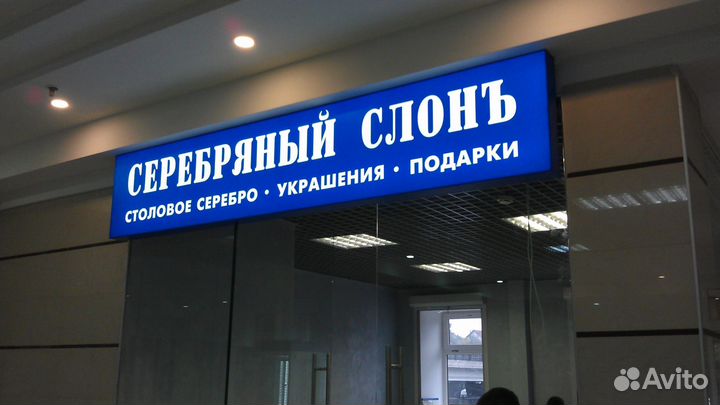 СЕРЕБРЯНЫЙ СЛОНЪ
СТОЛОВОЕ СЕРЕБРО · УКРАШЕНИЯ · ПОДАРКИ
Avito